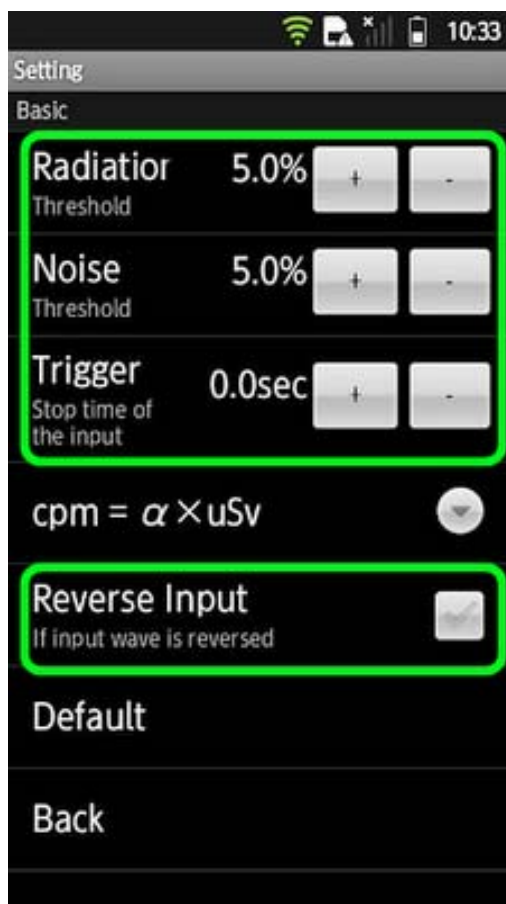 10:33
Setting
Basic
Radiatior 5.0% + -
Threshold
Noise 5.0% + -
Threshold
Trigger 0.0sec + -
Stop time of
the input
cpm = α×uSv
Reverse Input
If input wave is reversed
Default
Back